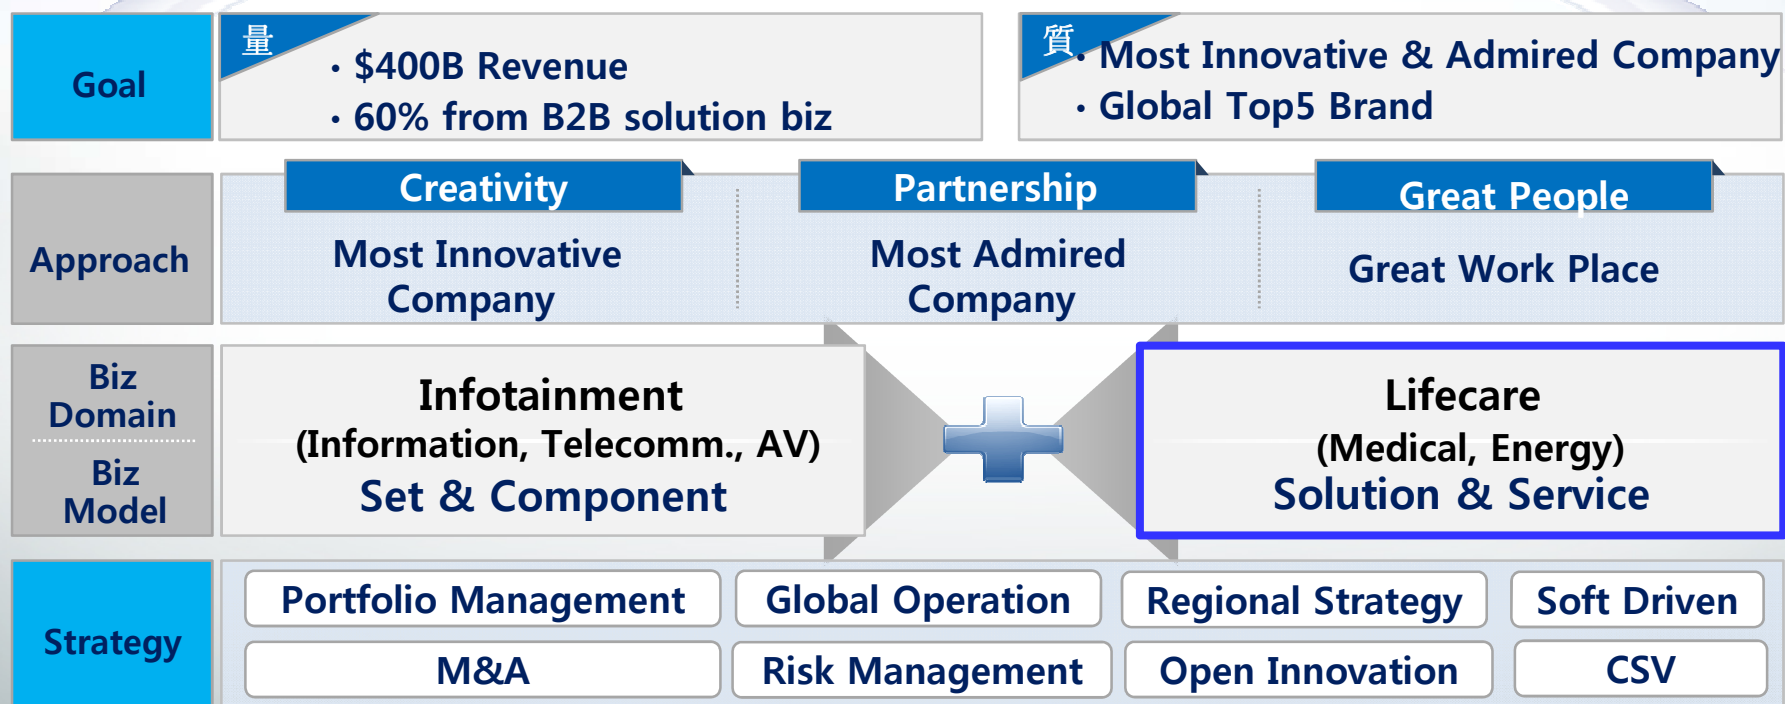 Goal
量
· $400B Revenue
· 60% from B2B solution biz
質
· Most Innovative & Admired Company
· Global Top5 Brand
Approach
Creativity
Most Innovative
Company
Partnership
Most Admired
Company
Great People
Great Work Place
Biz
Domain
Biz
Model
Infotainment
(Information, Telecomm., AV)
Set & Component
Lifecare
(Medical, Energy)
Solution & Service
Strategy
Portfolio Management
Global Operation
Regional Strategy
Soft Driven
M&A
Risk Management
Open Innovation
CSV